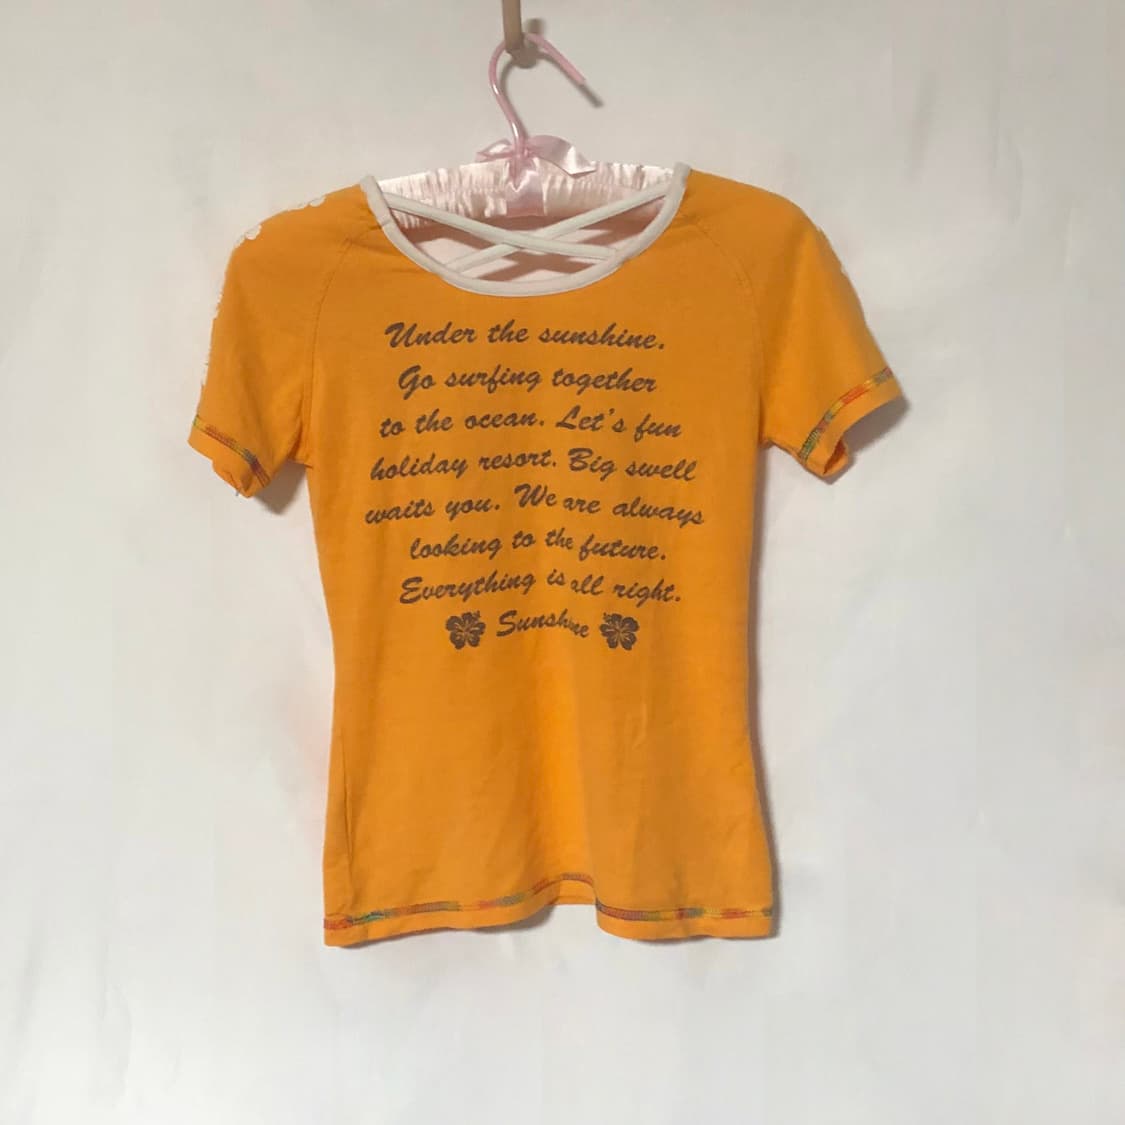 Under the sunshine.
Go surfing together
to the ocean. Let's fun
holiday resort. Big swell
waits you. We are always
looking to the future.
Everything is all right.
Sunshine